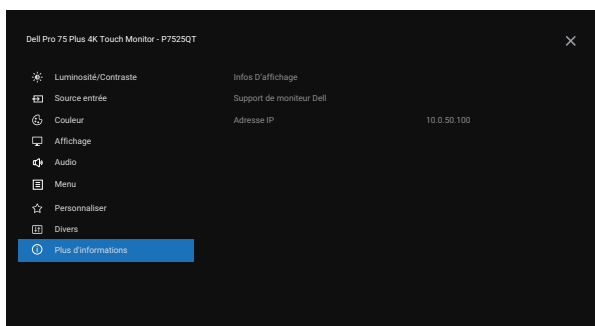 Dell Pro 75 Plus 4K Touch Monitor - P7525QT
Luminosité/Contraste
Infos D'affichage
Source entrée
Support de moniteur Dell
Couleur
Adresse IP 10.0.50.100
Affichage
Audio
Menu
Personnaliser
Divers
Plus d'informations